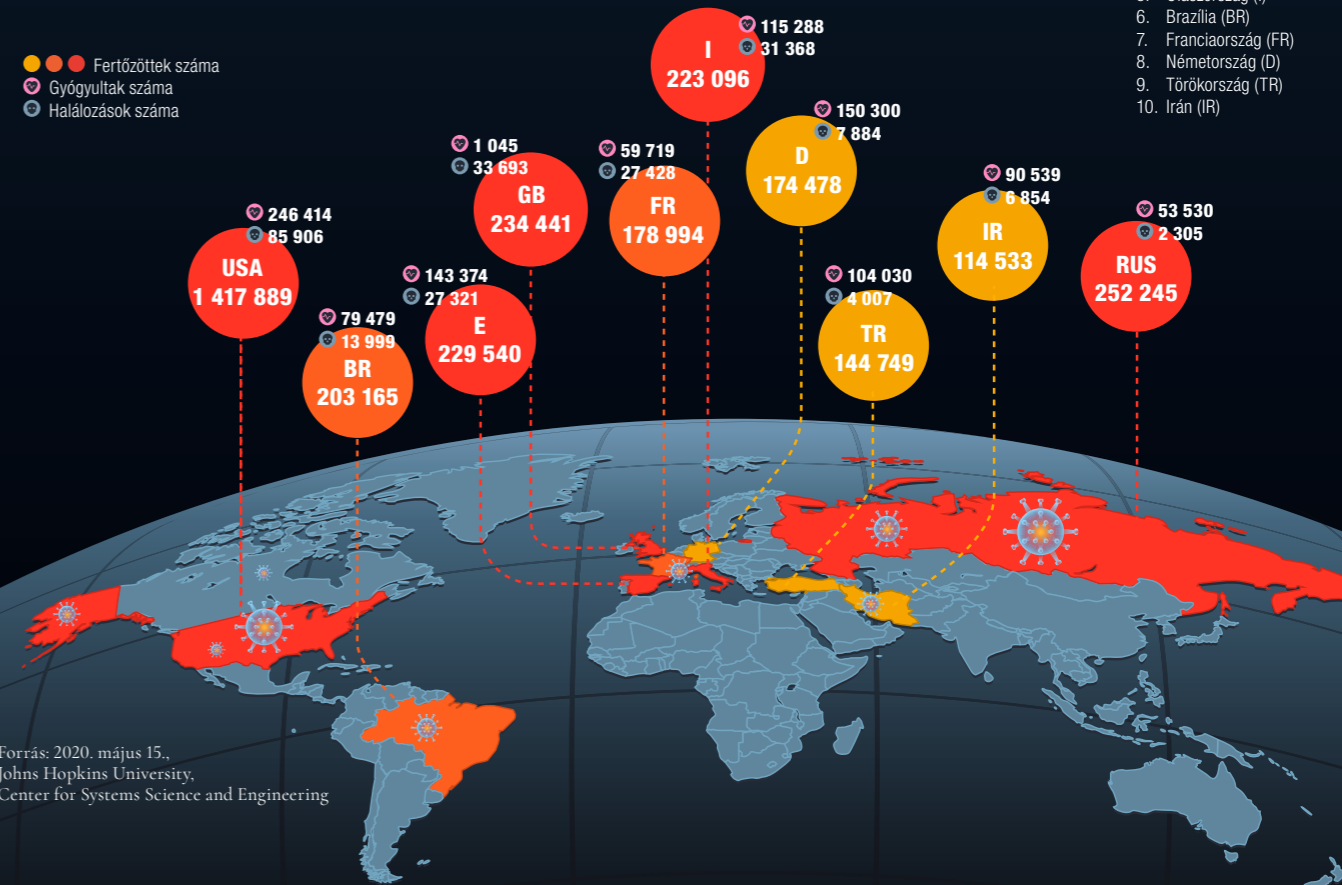 Fertőzöttek száma
Gyógyultak száma
Halálozások száma
6. Brazília (BR)
7. Franciaország (FR)
8. Németország (D)
9. Törökország (TR)
10. Irán (IR)
115 288
31 368
I
223 096
150 300
7 884
D
174 478
1 045
33 693
GB
234 441
59 719
27 428
FR
178 994
90 539
6 854
IR
114 533
246 414
85 906
USA
1 417 889
53 530
2 305
RUS
252 245
143 374
27 321
E
229 540
104 030
4 007
TR
144 749
79 479
13 999
BR
203 165
Forrás: 2020. május 15.,
Johns Hopkins University,
Center for Systems Science and Engineering